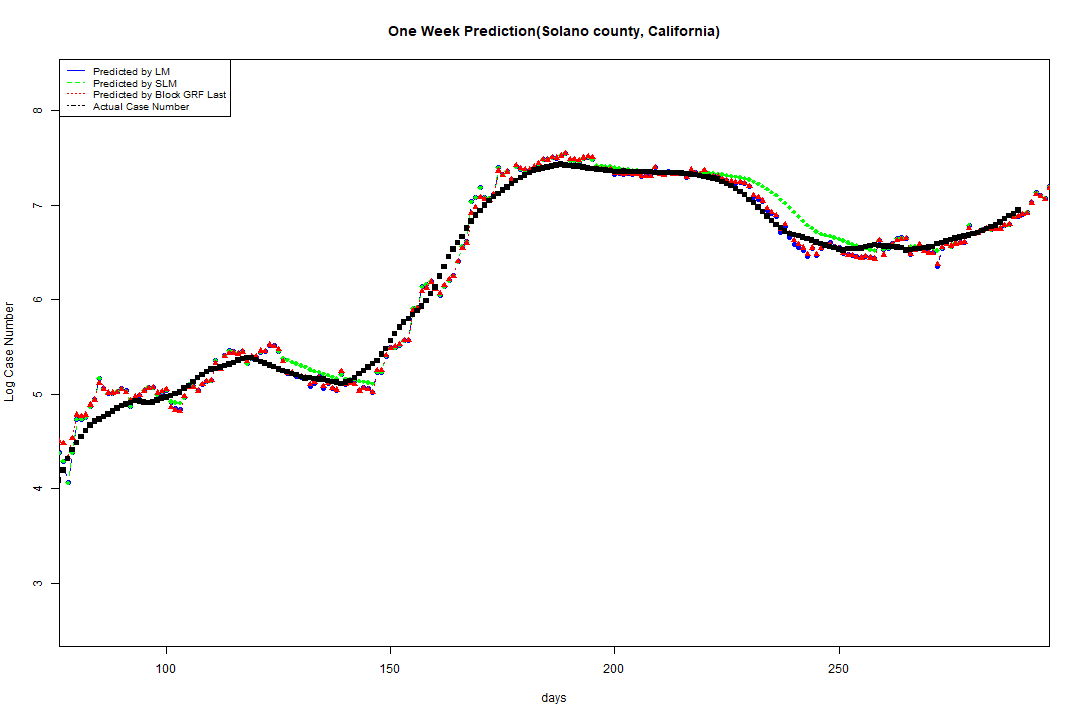 One Week Prediction(Solano county, California)
Predicted by LM
Predicted by SLM
Predicted by Block GRF Last
Actual Case Number
8
7
6
5
4
3
Log Case Number
100 150 200 250
days